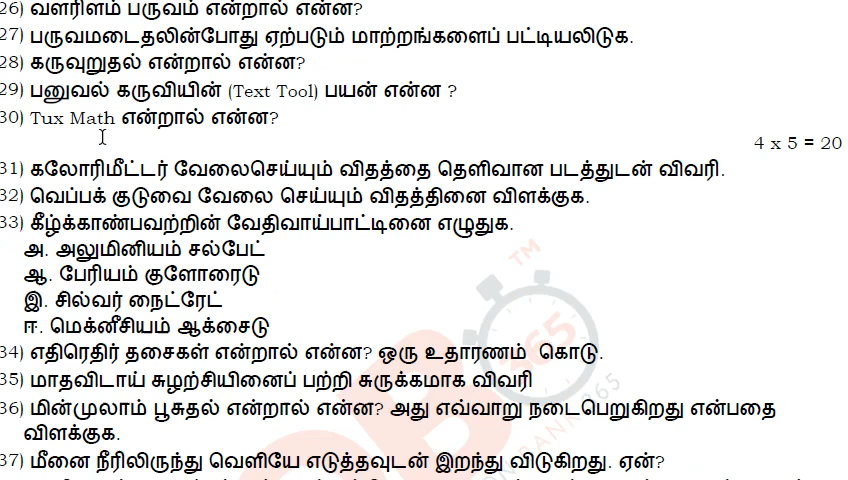 26) வளரிளம் பருவம் என்றால் என்ன?
27) பருவமடைதலின்போது ஏற்படும் மாற்றங்களைப் பட்டியலிடுக.
28) கருவுறுதல் என்றால் என்ன?
29) பனுவல் கருவியின் (Text Tool) பயன் என்ன ?
30) Tux Math என்றால் என்ன?
4 x 5 = 20
31) கலோரிமீட்டர் வேலைசெய்யும் விதத்தை தெளிவான படத்துடன் விவரி.
32) வெப்பக் குடுவை வேலை செய்யும் விதத்தினை விளக்குக.
33) கீழ்க்காண்பவற்றின் வேதிவாய்பாட்டினை எழுதுக.
அ. அலுமினியம் சல்பேட்
ஆ. பேரியம் குளோரைடு
இ. சில்வர் நைட்ரேட்
ஈ. மெக்னீசியம் ஆக்சைடு
TM
365
34) எதிரெதிர் தசைகள் என்றால் என்ன? ஒரு உதாரணம் கொடு.
35) மாதவிடாய் சுழற்சியினைப் பற்றி சுருக்கமாக விவரி
36) மின்முலாம் பூசுதல் என்றால் என்ன? அது எவ்வாறு நடைபெறுகிறது என்பதை
விளக்குக.
37) மீனை நீரிலிருந்து வெளியே எடுத்தவுடன் இறந்து விடுகிறது. ஏன்?